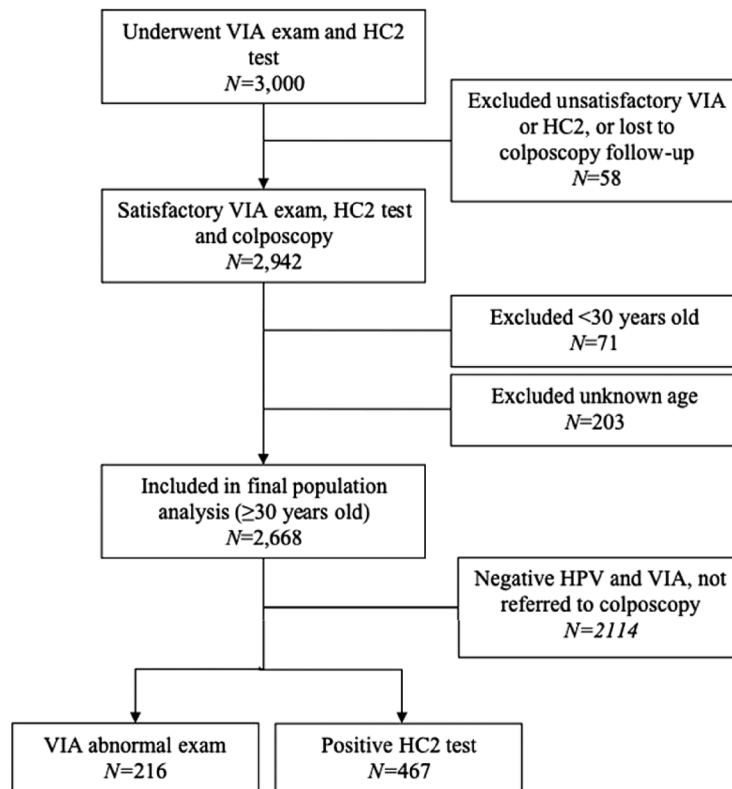 Underwent VIA exam and HC2
test
N=3,000
Excluded unsatisfactory VIA
or HC2, or lost to
colposcopy follow-up
N=58
Satisfactory VIA exam, HC2 test
and colposcopy
N=2,942
Excluded <30 years old
N=71
Excluded unknown age
N=203
Included in final population
analysis (≥30 years old)
N=2,668
Negative HPV and VIA, not
referred to colposcopy
N=2114
VIA abnormal exam
N=216
Positive HC2 test
N=467